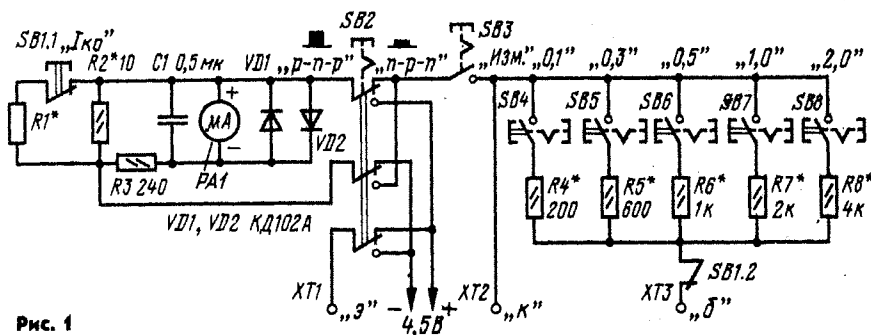 SB1.1 „Iко"
R2* 10
C1 0,5 мк
VD1
SB2
„p-n-p"
„n-p-n"
SB3
„Изм."
„0,1"
„0,3"
„0,5"
„1,0"
„2,0"
SB4
SB5
SB6
SB7
SB8
R1*
+
μA
-
VD2
R3 240
PA1
VD1, VD2 КД102А
R4* 200
R5* 600
R6* 1к
R7* 2к
R8* 4к
SB1.2
XT1
„э"
-
4,5В
+
XT2
„к"
XT3
„б"
Рис. 1